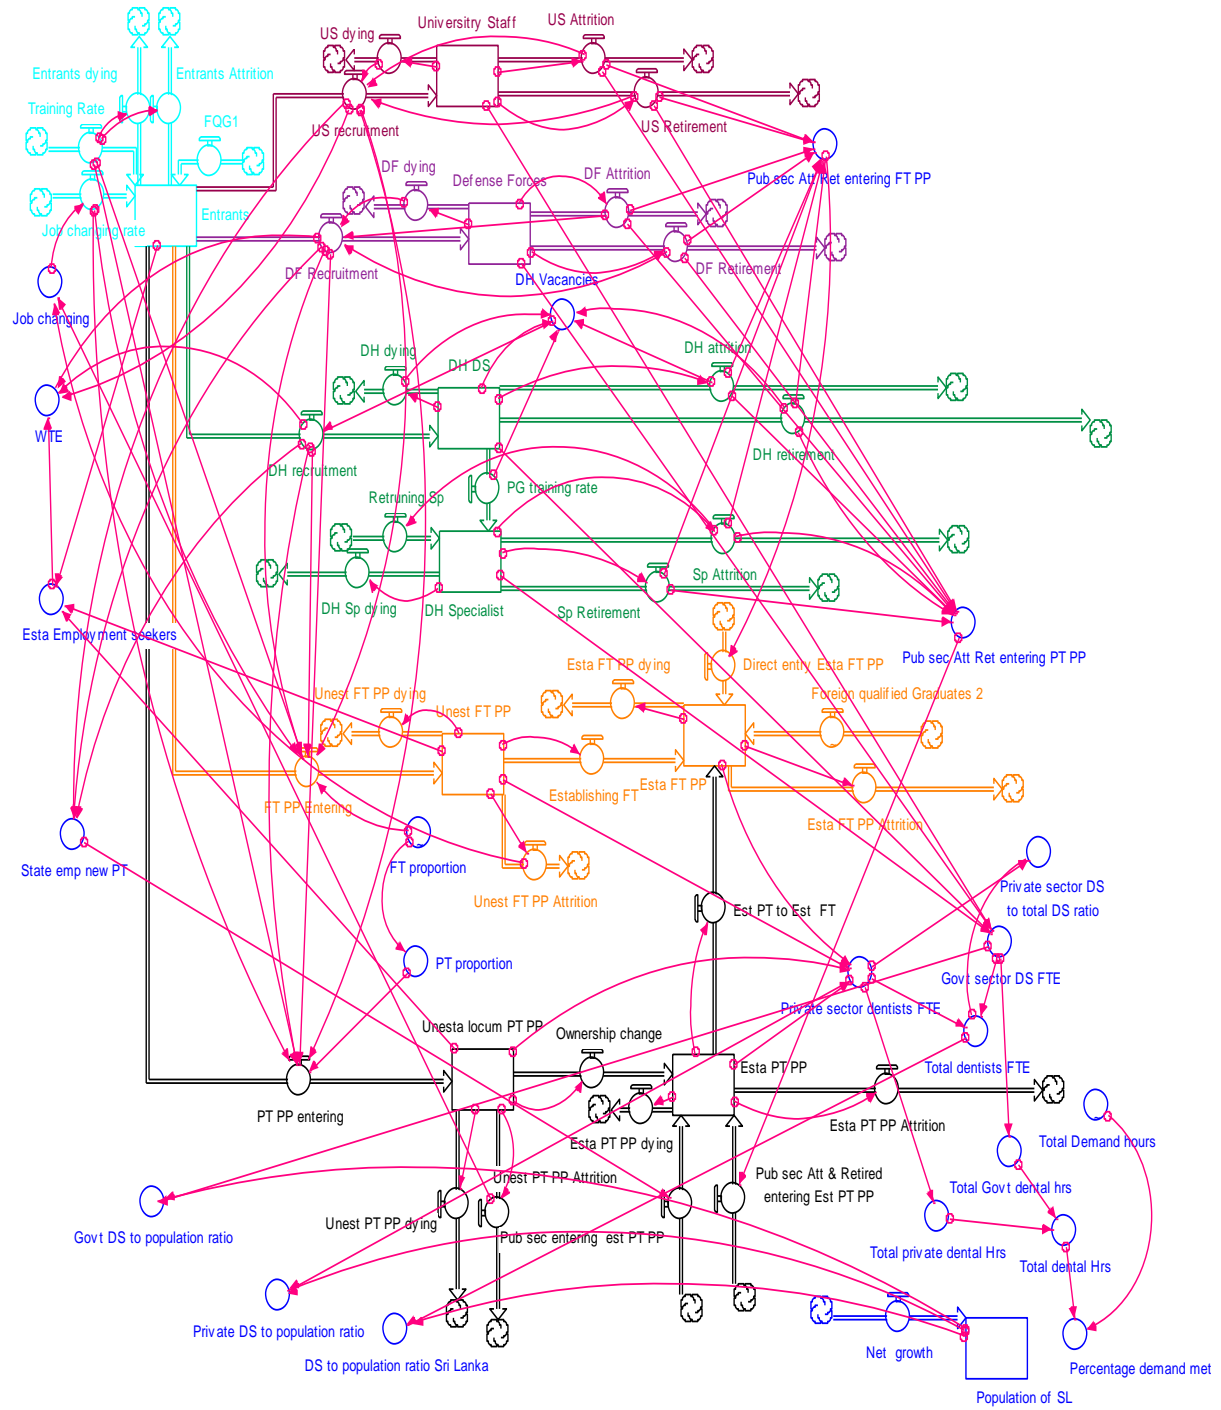 US dying
Universitry Staff
US Attrition
Entrants dying
Entrants Attrition
Training Rate
FQG1
US recruitment
US Retirement
DF dying
Defense Forces
DF Attrition
Pub sec Att Ret entering FT PP
Job changing rate
Entrants
DF Recruitment
DF Retirement
DH Vacancies
Job changing
DH dying
DH DS
DH attrition
WTE
DH recruitment
DH retirement
Retruning Sp
PG training rate
Sp Attrition
DH Sp dying
DH Specialist
Sp Retirement
Esta Employment seekers
Pub sec Att Ret entering PT PP
Esta FT PP dying
Direct entry Esta FT PP
Unest FT PP dying
Unest FT PP
Foreign qualified Graduates 2
FT PP Entering
Establishing FT
Esta FT PP
Esta FT PP Attrition
State emp new PT
FT proportion
Unest FT PP Attrition
Private sector DS
to total DS ratio
Est PT to Est FT
PT proportion
Govt sector DS FTE
Private sector dentists FTE
Unesta locum PT PP
Ownership change
Esta PT PP
Total dentists FTE
PT PP entering
Esta PT PP dying
Esta PT PP Attrition
Total Demand hours
Unest PT PP Attrition
Pub sec Att & Retired
entering Est PT PP
Total Govt dental hrs
Govt DS to population ratio
Unest PT PP dying
Pub sec entering est PT PP
Total private dental Hrs
Total dental Hrs
Private DS to population ratio
DS to population ratio Sri Lanka
Net growth
Percentage demand met
Population of SL